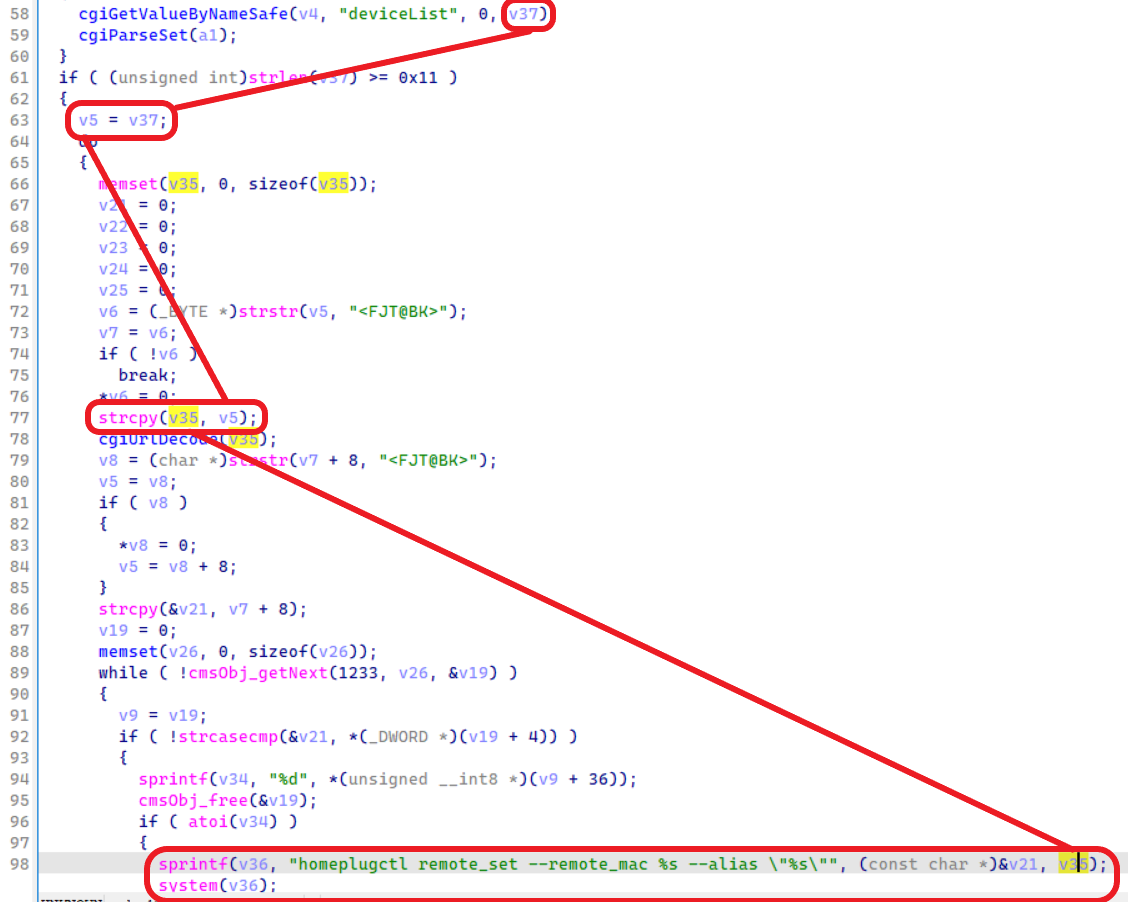 58 cgiGetValueByNameSafe(v4, "deviceList", 0, v37)
59 cgiParseSet(a1);
60 }
61 if ( (unsigned int)strlen(v37) >= 0x11 )
62 {
63 v5 = v37;
64 do
65 {
66 memset(v35, 0, sizeof(v35));
67 v21 = 0;
68 v22 = 0;
69 v23 = 0;
70 v24 = 0;
71 v25 = 0;
72 v6 = (_BYTE *)strstr(v5, "<FJT@BK>");
73 v7 = v6;
74 if ( !v6 )
75 break;
76 *v6 = 0;
77 strcpy(v35, v5);
78 cgiUrlDecode(v35);
79 v8 = (char *)strstr(v7 + 8, "<FJT@BK>");
80 v5 = v8;
81 if ( v8 )
82 {
83 *v8 = 0;
84 v5 = v8 + 8;
85 }
86 strcpy(&v21, v7 + 8);
87 v19 = 0;
88 memset(v26, 0, sizeof(v26));
89 while ( !cmsObj_getNext(1233, v26, &v19) )
90 {
91 v9 = v19;
92 if ( !strcasecmp(&v21, *(_DWORD *)(v19 + 4)) )
93 {
94 sprintf(v34, "%d", *(unsigned __int8 *)(v9 + 36));
95 cmsObj_free(&v19);
96 if ( atoi(v34) )
97 {
98 sprintf(v36, "homeplugctl remote_set --remote_mac %s --alias \"%s\"", (const char *)&v21, v35);
system(v36);